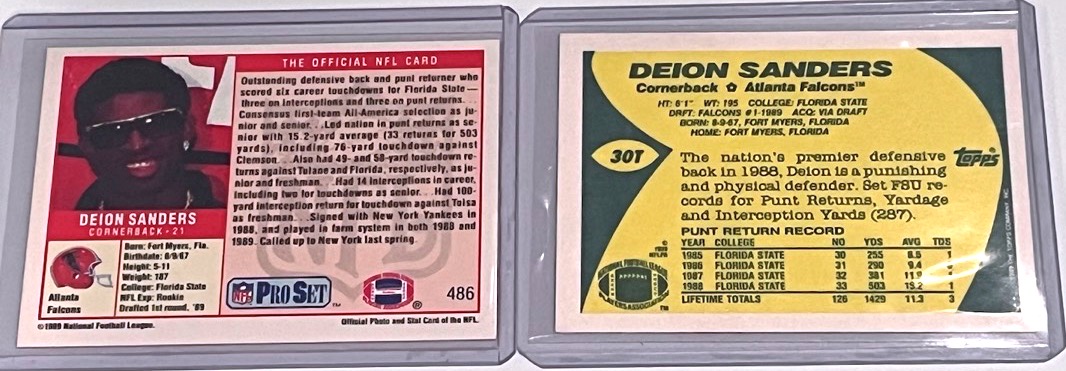 THE OFFICIAL NFL CARD
Outstanding defensive back and punt returner who
scored six career touchdowns for Florida State —
three on interceptions and three on punt returns. . .
Consensus first-team All-America selection as ju-
nior and senior. . .Led nation in punt returns as se-
nior with 15.2-yard average (33 returns for 503
yards), including 76-yard touchdown against
Clemson. . .Also had 49- and 58-yard touchdown re-
turns against Tulane and Florida, respectively, as ju-
nior and freshman. . .Had 14 interceptions in career,
including two for touchdowns as senior. . .Had 100-
yard interception return for touchdown against Tulsa
as freshman. . .Signed with New York Yankees in
1988, and played in farm system in both 1988 and
1989. Called up to New York last spring.
DEION SANDERS
CORNERBACK - 21
Born: Fort Myers, Fla.
Birthdate: 8/9/67
Height: 5-11
Weight: 187
College: Florida State
NFL Exp: Rookie
Drafted 1st round, '89
Atlanta
Falcons
NFL PRO SET™
®
486
© 1989 National Football League.
Official Photo and Stat Card of the NFL.
DEION SANDERS
Cornerback ✪ Atlanta Falcons™
HT: 6'1" WT: 195 COLLEGE: FLORIDA STATE
DRFT: FALCONS #1-1989 ACQ: VIA DRAFT
BORN: 8-9-67, FORT MYERS, FLORIDA
HOME: FORT MYERS, FLORIDA
30T
The nation's premier defensive
back in 1988, Deion is a punishing
and physical defender. Set FSU re-
cords for Punt Returns, Yardage
and Interception Yards (287).
Topps
PUNT RETURN RECORD
YEAR COLLEGE NO YDS AVG TDS
1985 FLORIDA STATE 30 255 8.5 1
1986 FLORIDA STATE 31 290 9.4
1987 FLORIDA STATE 32 381 11.9
1988 FLORIDA STATE 33 503 15.2 1
LIFETIME TOTALS 126 1429 11.3 3